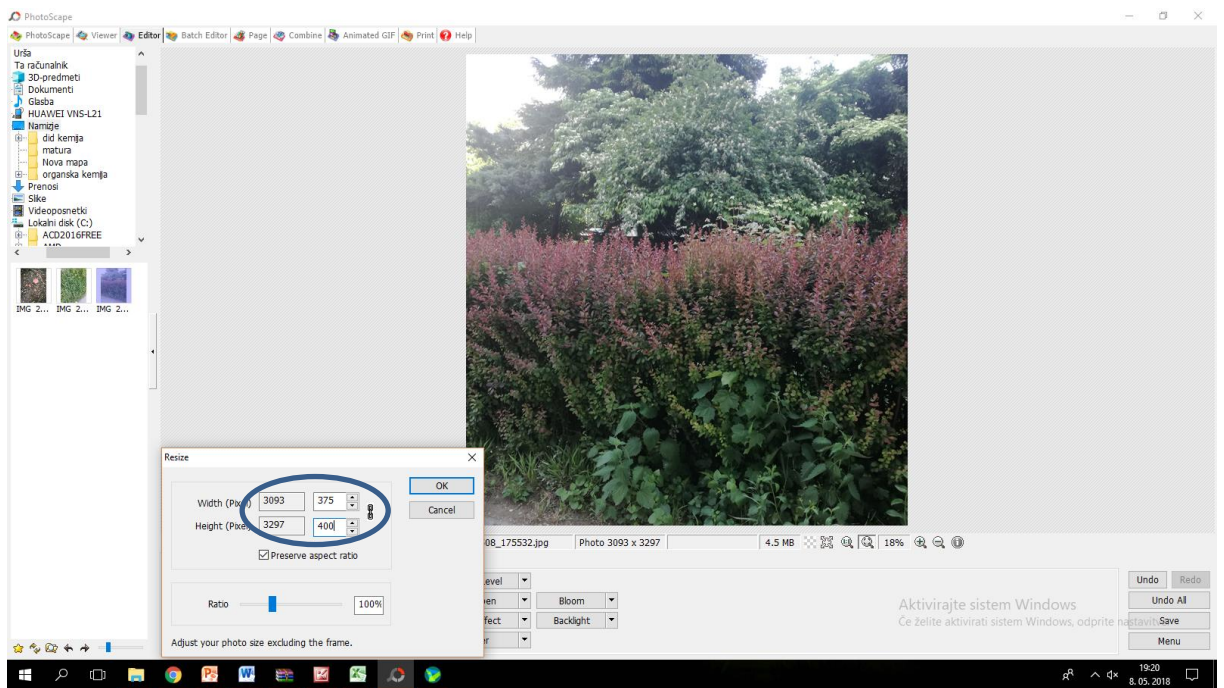 PhotoScape
PhotoScape Viewer Editor Batch Editor Page Combine Animated GIF Print Help
Urša
Ta računalnik
3D-predmeti
Dokumenti
Glasba
HUAWEI VNS-L21
Namizje
did kemija
matura
Nova mapa
organska kemija
Prenosi
Slike
Videoposnetki
Lokalni disk (C:)
ACD2016FREE
IMG 2... IMG 2... IMG 2...
Resize
Width (Pixel) 3093 375
Height (Pixel) 3297 400
Preserve aspect ratio
OK
Cancel
Ratio 100%
Adjust your photo size excluding the frame.
08_175532.jpg Photo 3093 x 3297 4.5 MB 18%
Bloom
Backlight
Undo Redo
Undo All
Save
Menu
Aktivirajte sistem Windows
Če želite aktivirati sistem Windows, odprite nastavitve
19:20
8. 05. 2018